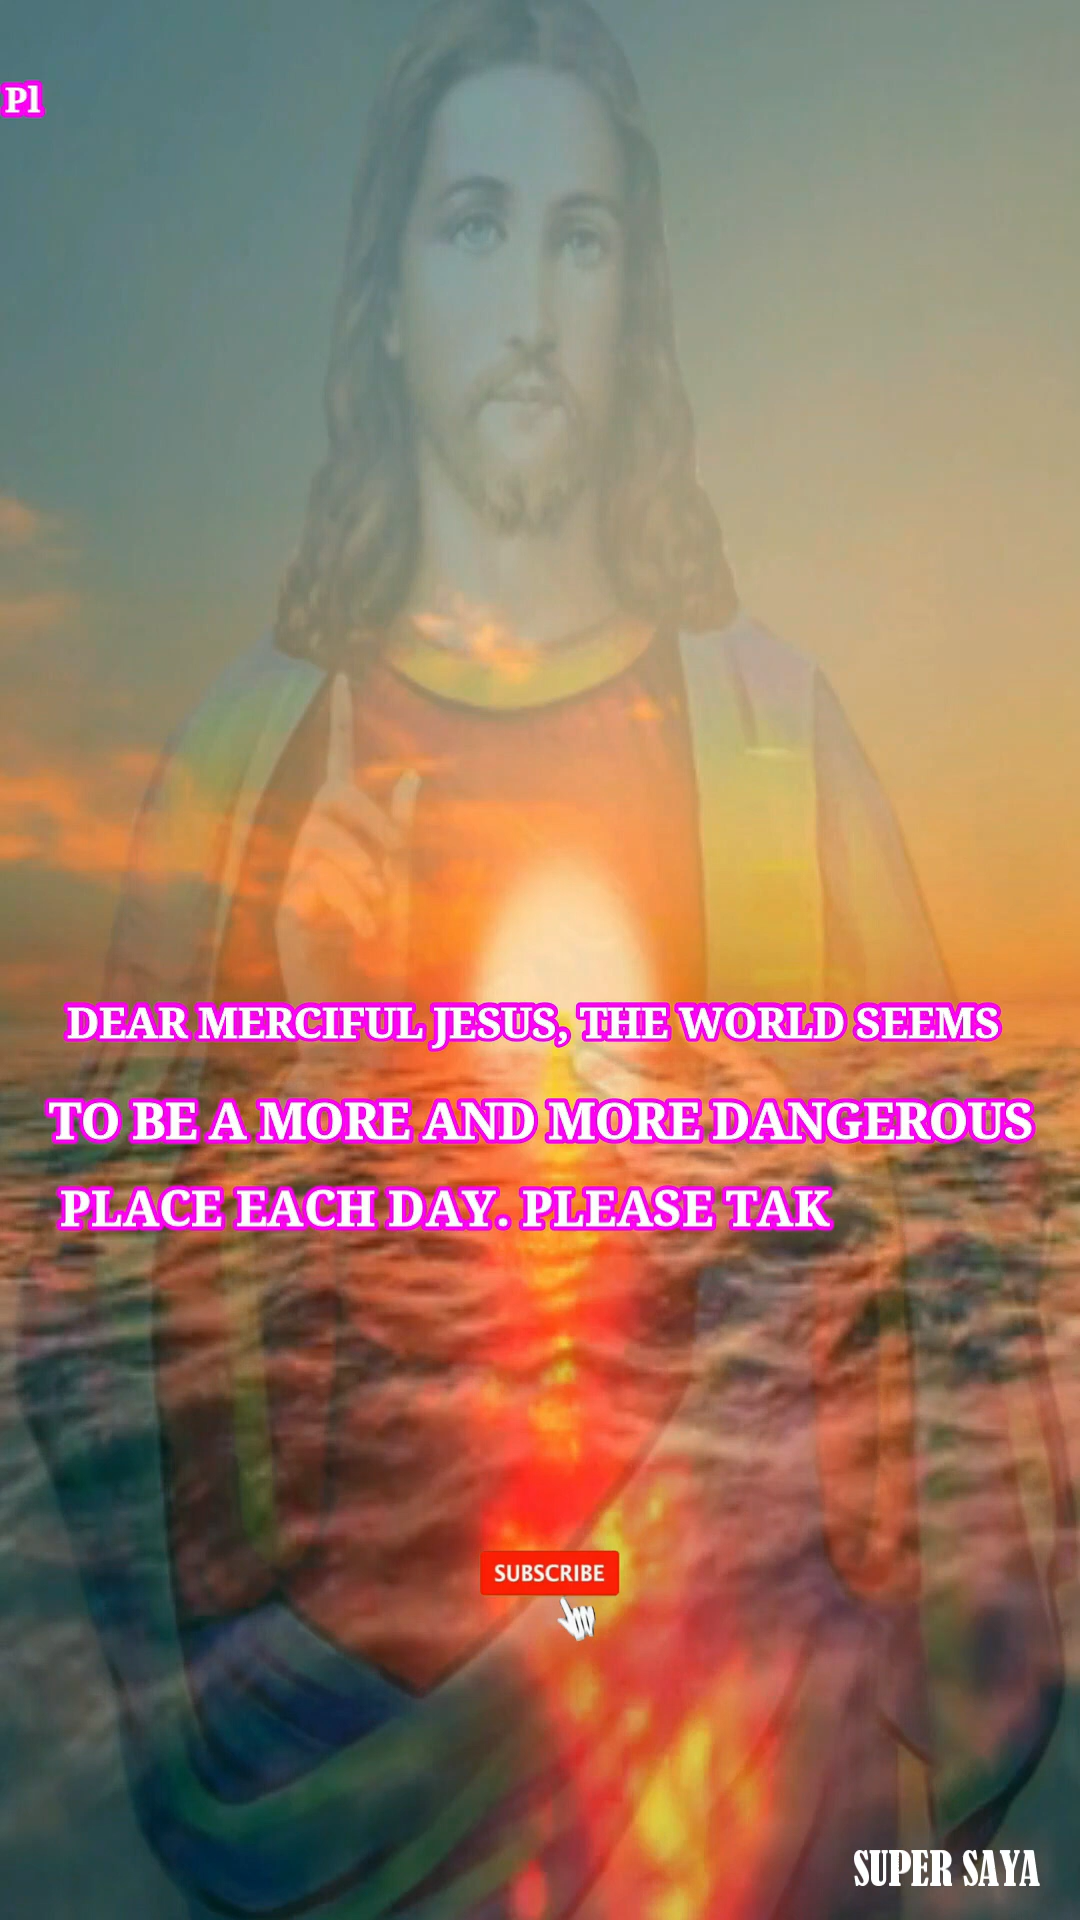 Pl
DEAR MERCIFUL JESUS, THE WORLD SEEMS
TO BE A MORE AND MORE DANGEROUS
PLACE EACH DAY. PLEASE TAK
SUBSCRIBE
SUPER SAYA